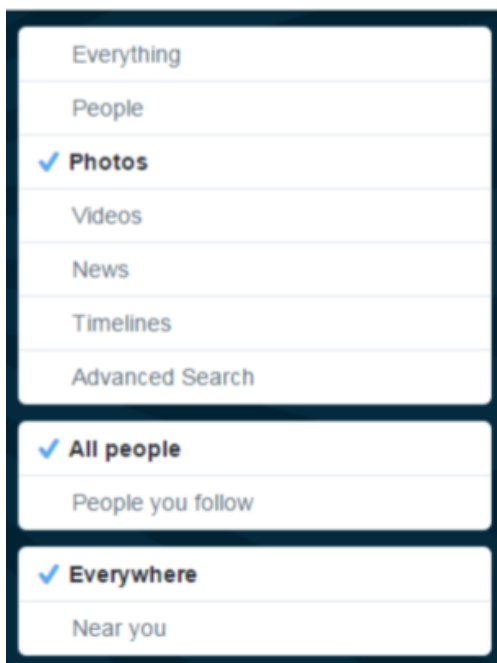 Everything
People
Photos
Videos
News
Timelines
Advanced Search
All people
People you follow
Everywhere
Near you